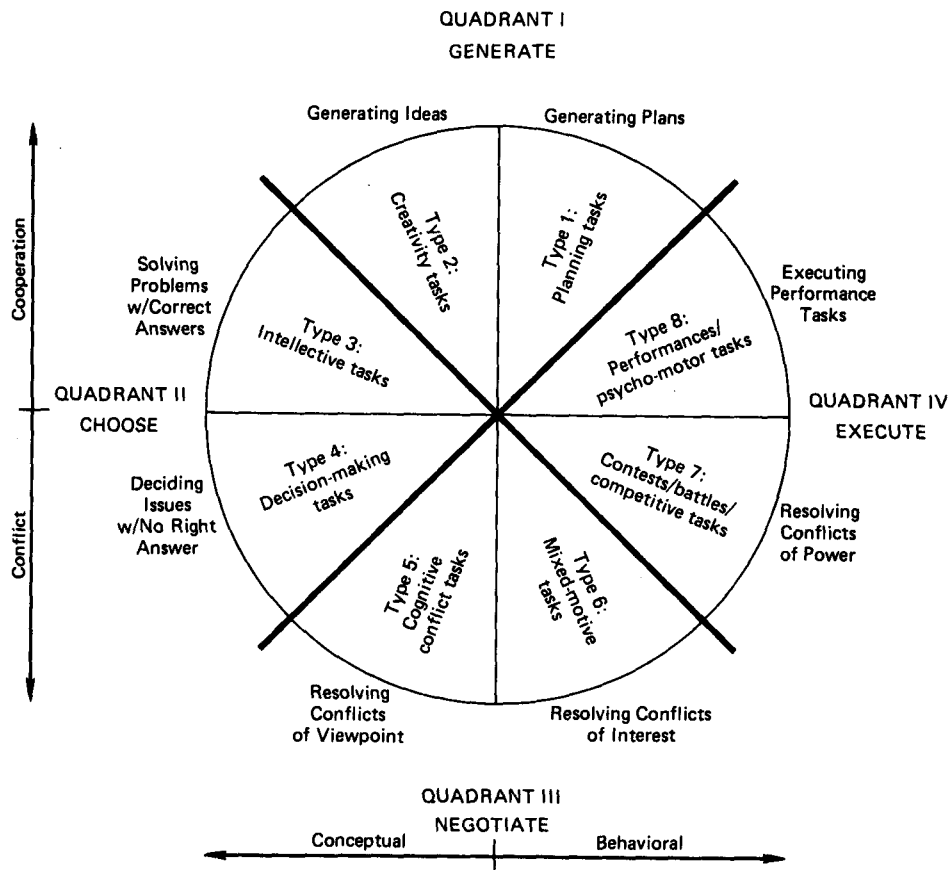 QUADRANT I
GENERATE
Generating Ideas
Generating Plans
Type 2:
Creativity tasks
Type 1:
Planning tasks
Cooperation
Solving
Problems
w/Correct
Answers
Executing
Performance
Tasks
Type 3:
Intellective tasks
Type 8:
Performances/
psycho-motor tasks
QUADRANT II
CHOOSE
QUADRANT IV
EXECUTE
Conflict
Deciding
Issues
w/No Right
Answer
Type 4:
Decision-making
tasks
Type 7:
Contests/battles/
competitive tasks
Resolving
Conflicts
of Power
Type 5:
Cognitive
conflict tasks
Type 6:
Mixed-motive
tasks
Resolving
Conflicts
of Viewpoint
Resolving Conflicts
of Interest
QUADRANT III
NEGOTIATE
Conceptual
Behavioral